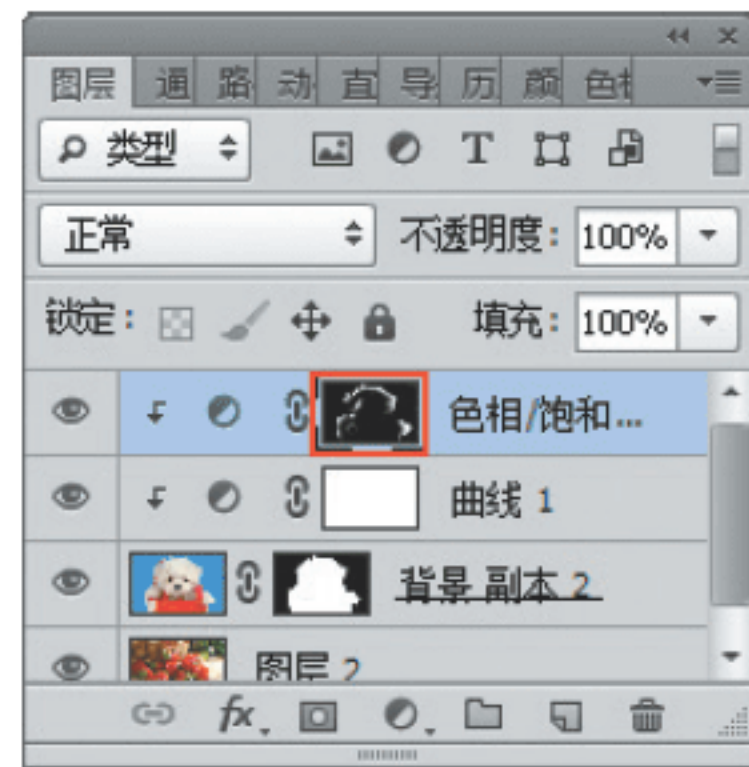 图层 通 路 动 直 导 历 颜 色
类型 T
正常 不透明度: 100%
锁定: 填充: 100%
色相/饱和...
曲线 1
背景 副本 2
图层 2
fx